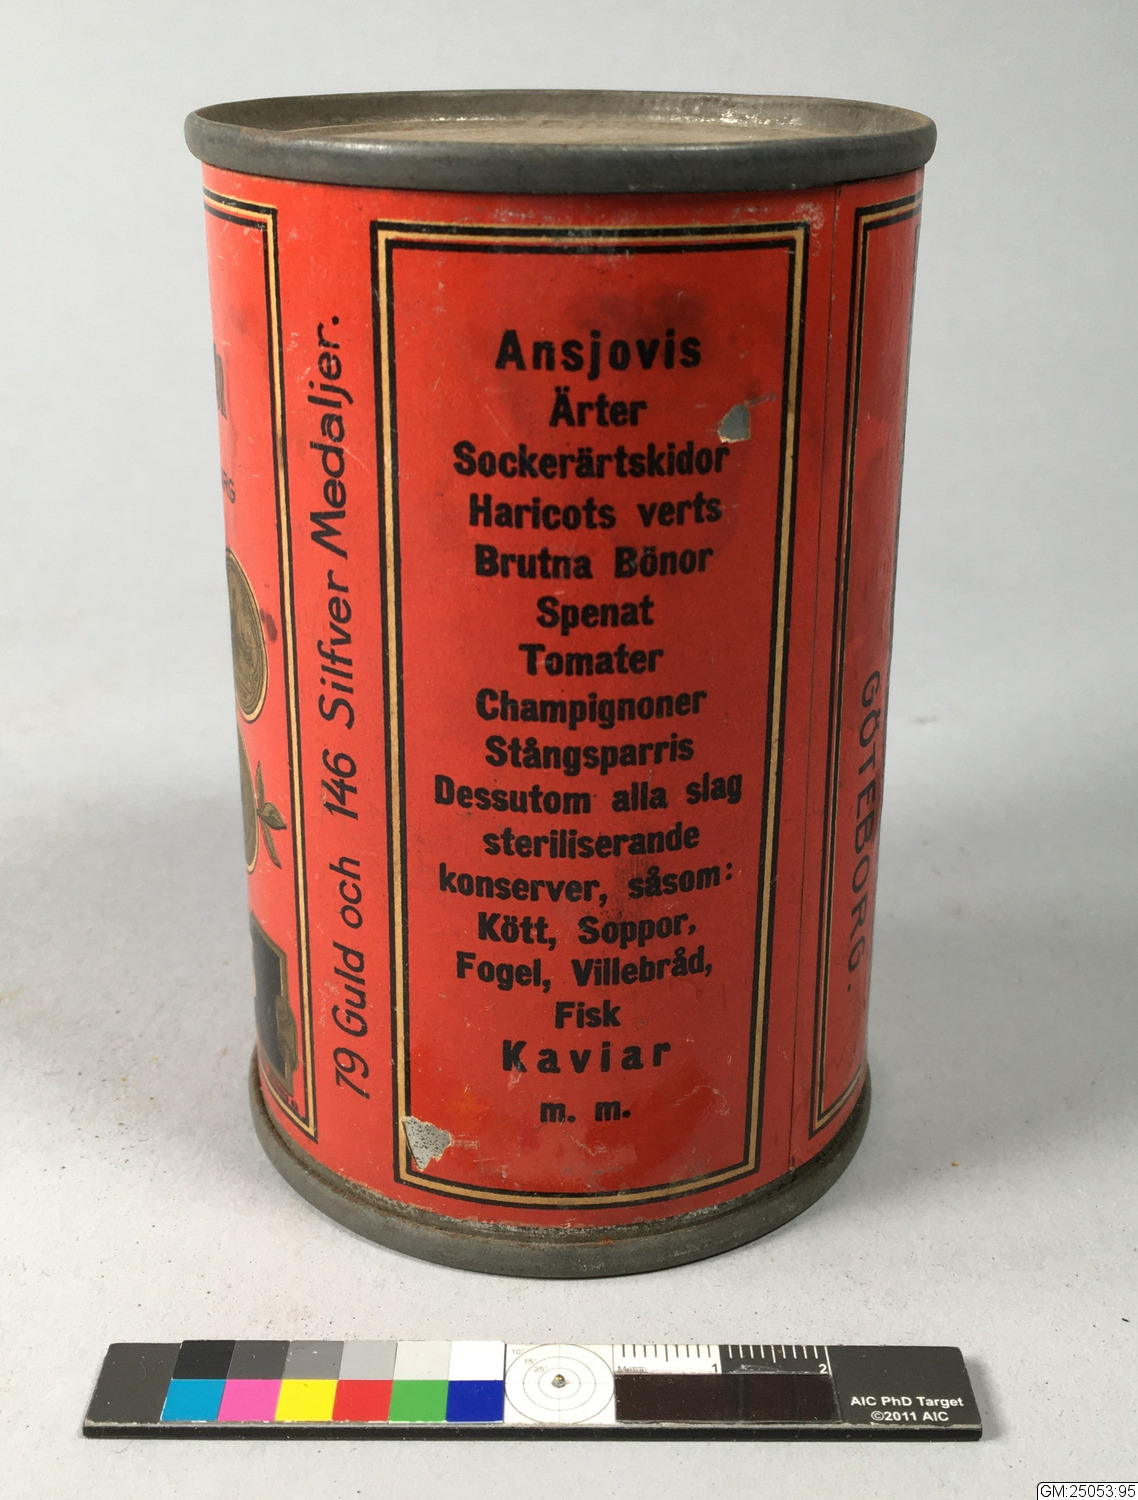 79 Guld och 146 Silfver Medaljer.
Ansjovis
Ärter
Sockerärtskidor
Haricots verts
Brutna Bönor
Spenat
Tomater
Champignoner
Stångsparris
Dessutom alla slag
steriliserande
konserver, såsom:
Kött, Soppor,
Fogel, Villebråd,
Fisk
Kaviar
m. m.
GÖTEBORG.
1 2
AIC PhD Target
©2011 AIC
GM:25053:95